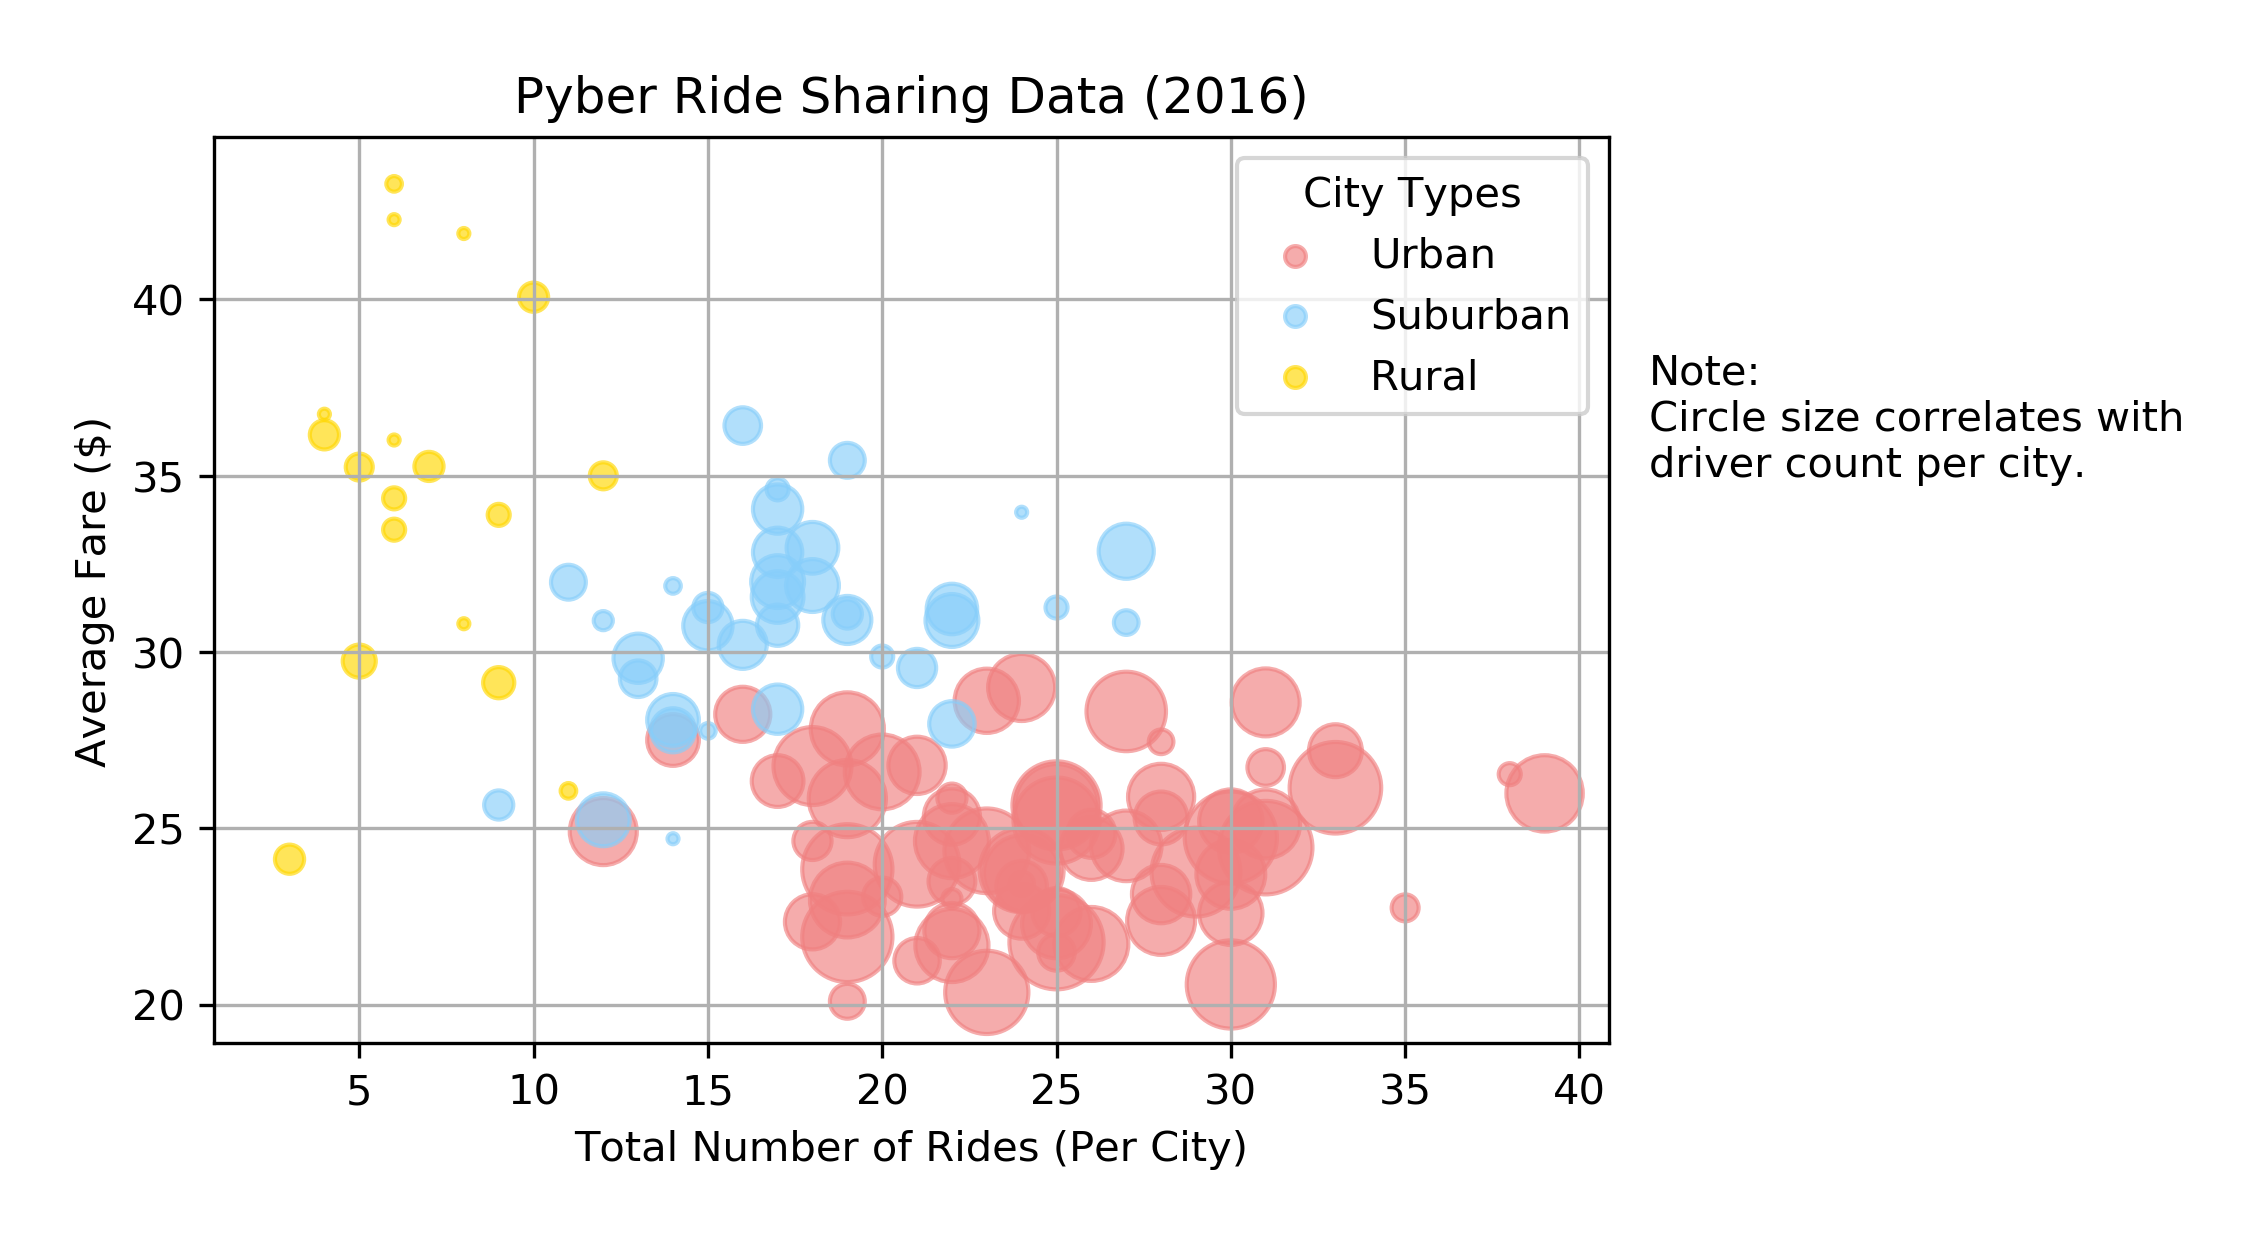 Pyber Ride Sharing Data (2016)
City Types
Urban
Suburban
Rural
40
35
30
25
20
Average Fare ($)
5 10 15 20 25 30 35 40
Total Number of Rides (Per City)
Note:
Circle size correlates with
driver count per city.